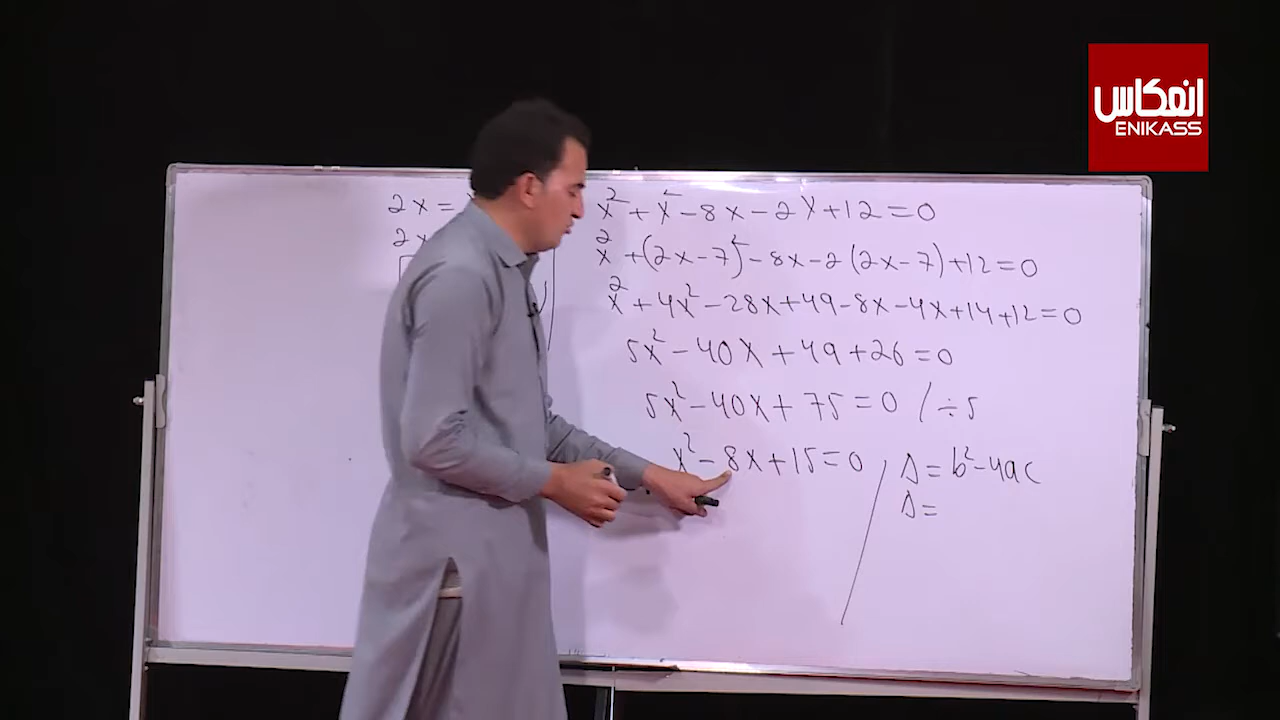 انعکاس
ENIKASS
2x =
2x
x² + x² - 8x - 2x + 12 = 0
x² + (2x - 7)² - 8x - 2(2x - 7) + 12 = 0
x² + 4x² - 28x + 49 - 8x - 4x + 14 + 12 = 0
5x² - 40x + 49 + 26 = 0
5x² - 40x + 75 = 0 / ÷5
x² - 8x + 15 = 0
Δ = b² - 4ac
Δ =